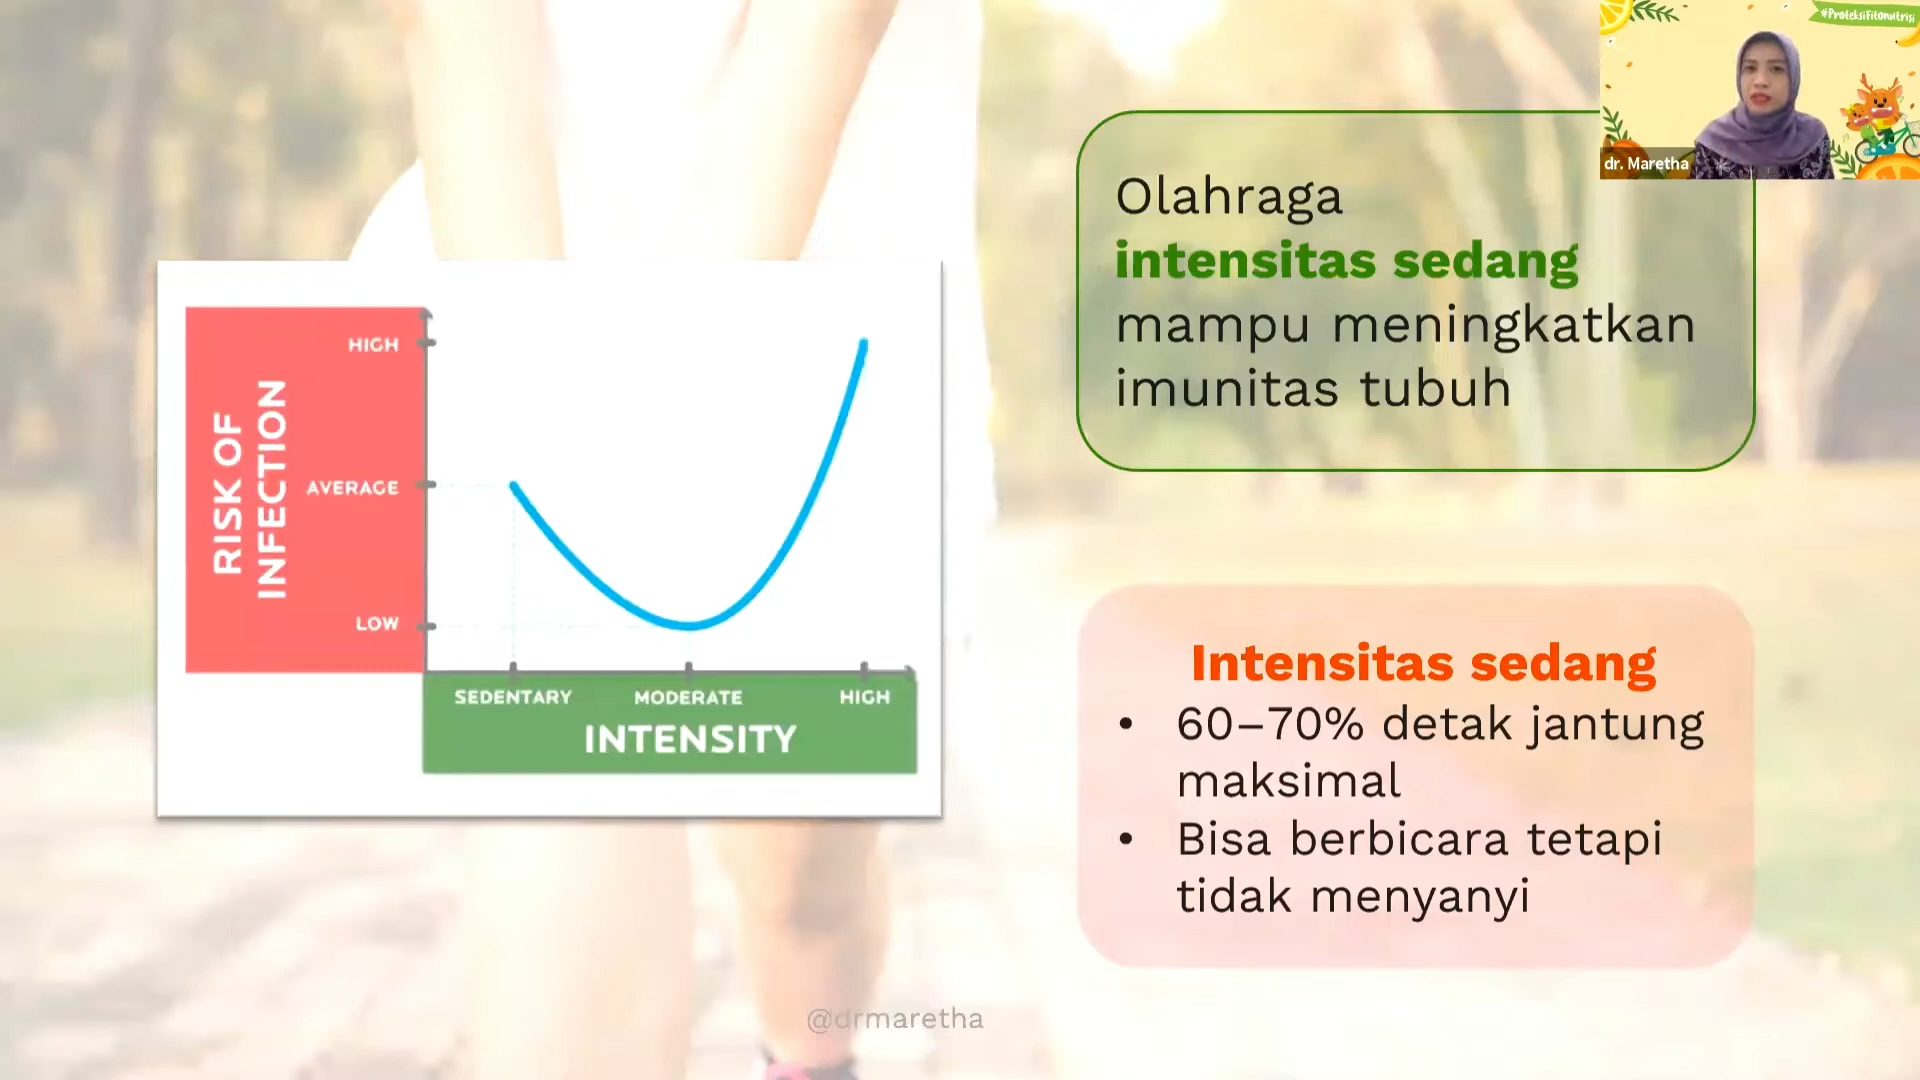 #ProteksiFitonutrisi
dr. Maretha
Olahraga
intensitas sedang
mampu meningkatkan
imunitas tubuh
RISK OF
INFECTION
HIGH
AVERAGE
LOW
SEDENTARY
MODERATE
HIGH
INTENSITY
Intensitas sedang
• 60–70% detak jantung
maksimal
• Bisa berbicara tetapi
tidak menyanyi
@drmaretha